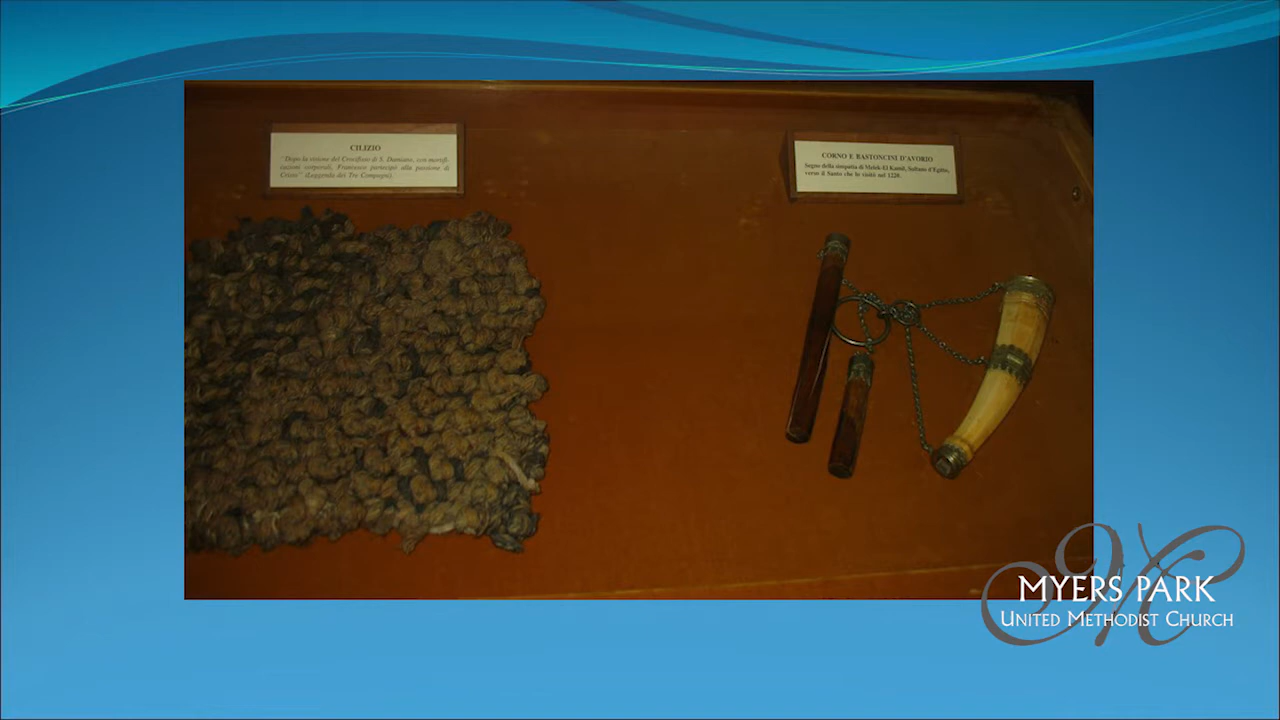 CILIZIO
"Dopo la visione del Crocifisso di S. Damiano, con mortifi-
cazioni corporali, Francesco partecipò alla passione di
Cristo" (Leggenda dei Tre Compagni).
CORNO E BASTONCINI D'AVORIO
Segno della simpatia di Melek-El-Kamil, Sultano d'Egitto,
verso il Santo che lo visitò nel 1220.
MYERS PARK
UNITED METHODIST CHURCH